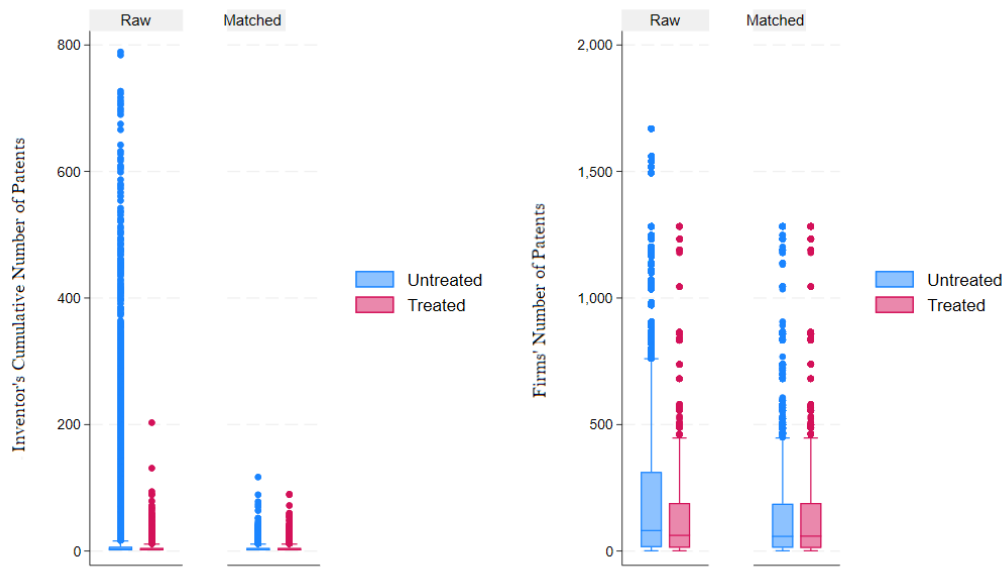 Raw
Matched
Inventor's Cumulative Number of Patents
800
600
400
200
0
Untreated
Treated
Raw
Matched
Firms' Number of Patents
2,000
1,500
1,000
500
0
Untreated
Treated